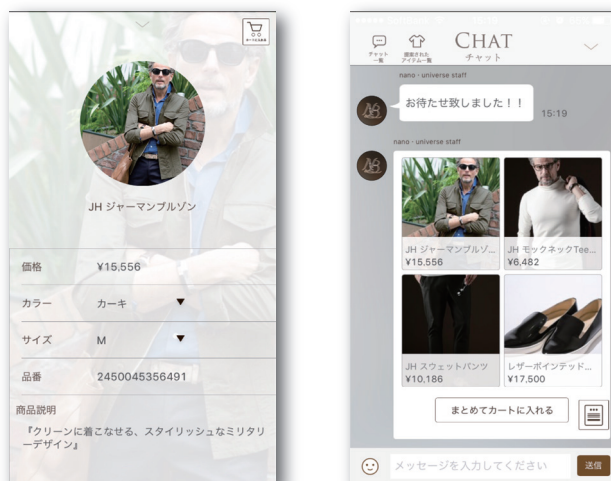 カートに入れる
JH ジャーマンブルゾン
価格 ¥15,556
カラー カーキ ▼
サイズ M ▼
品番 2450045356491
商品説明
『クリーンに着こなせる、スタイリッシュなミリタリ
ーデザイン』
チャット
一覧
提案された
アイテム一覧
CHAT
チャット
nano・universe staff
お待たせ致しました！！
15:19
nano・universe staff
JH ジャーマンブルゾ...
¥15,556
JH モックネックTee...
¥6,482
JH スウェットパンツ
¥10,186
レザーポインテッド...
¥17,500
まとめてカートに入れる
メッセージを入力してください
送信